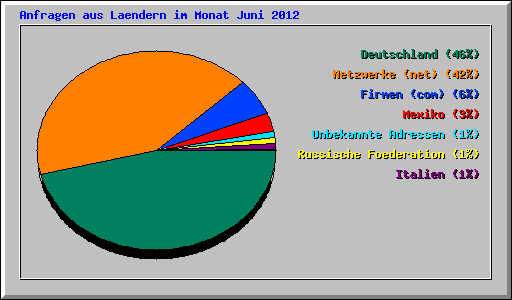 Anfragen aus Laendern im Monat Juni 2012
Deutschland (46%)
Netzwerke (net) (42%)
Firmen (com) (6%)
Mexiko (3%)
Unbekannte Adressen (1%)
Russische Foederation (1%)
Italien (1%)